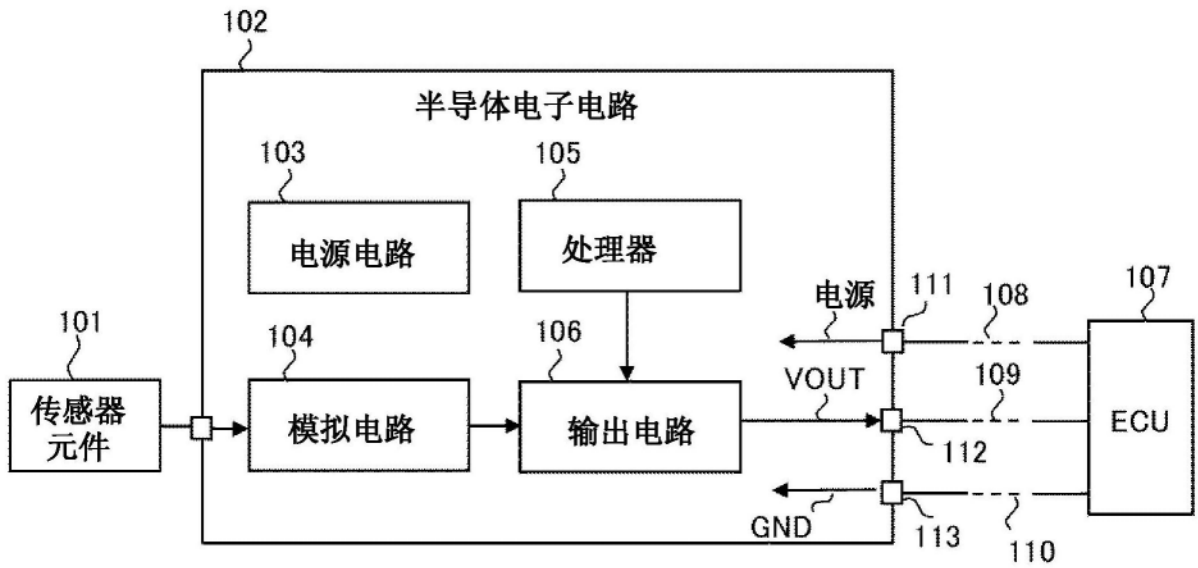 102
半导体电子电路
103
105
电源电路
处理器
101
104
106
电源
111
108
107
传感器
元件
模拟电路
输出电路
VOUT
109
ECU
112
GND
113
110